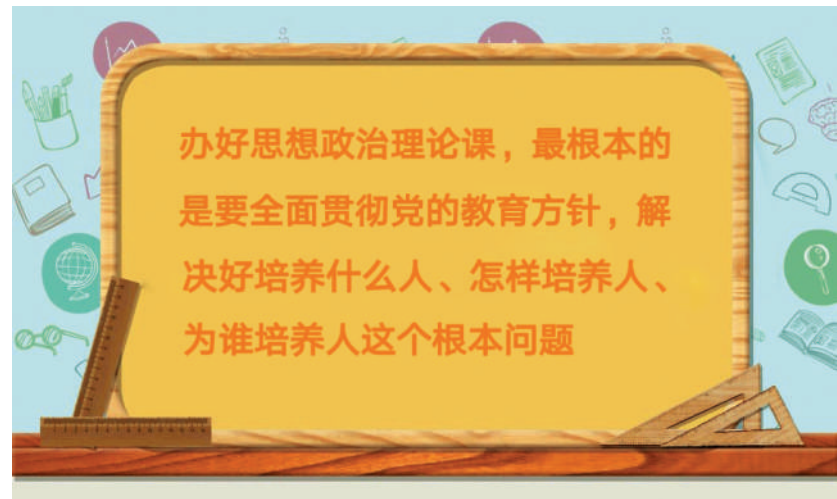 办好思想政治理论课，最根本的
是要全面贯彻党的教育方针，解
决好培养什么人、怎样培养人、
为谁培养人这个根本问题